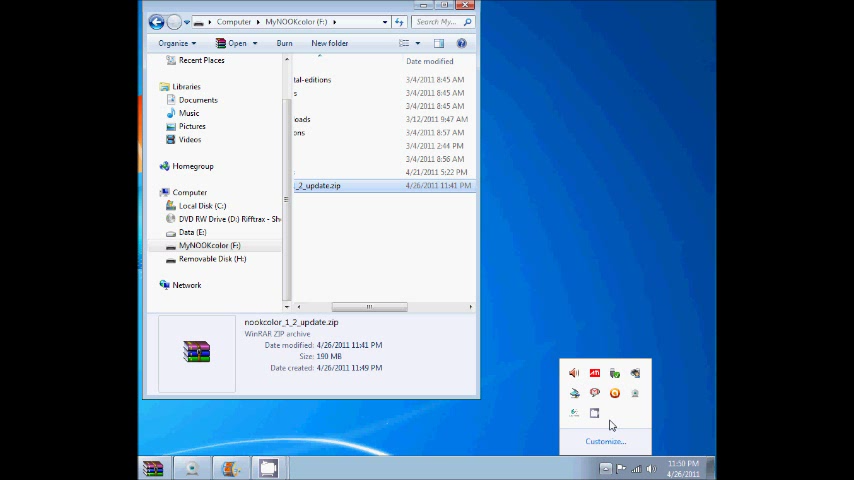 Computer
MyNOOKcolor (F:)
Search My...
Organize
Open
Burn
New folder
Recent Places
Libraries
Documents
Music
Pictures
Videos
Homegroup
Computer
Local Disk (C:)
DVD RW Drive (D:) Rifftrax - Sh
Data (E:)
MyNOOKcolor (F:)
Removable Disk (H:)
Network
Date modified
tal-editions 3/4/2011 8:45 AM
s 3/4/2011 8:45 AM
3/4/2011 8:45 AM
loads 3/12/2011 9:47 AM
ons 3/4/2011 8:57 AM
3/4/2011 2:44 PM
3/4/2011 8:56 AM
4/21/2011 5:22 PM
_2_update.zip 4/26/2011 11:41 PM
nookcolor_1_2_update.zip
WinRAR ZIP archive
Date modified: 4/26/2011 11:41 PM
Size: 190 MB
Date created: 4/26/2011 11:49 PM
ATI
Customize...
11:50 PM
4/26/2011